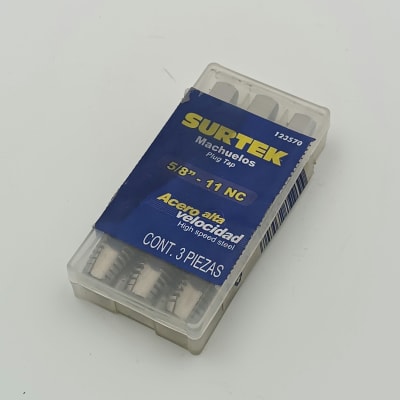 123570
SURTEK
Machuelos
Plug Tap
5/8" - 11 NC
Acero alta
velocidad
High speed steel
CONT. 3 PIEZAS